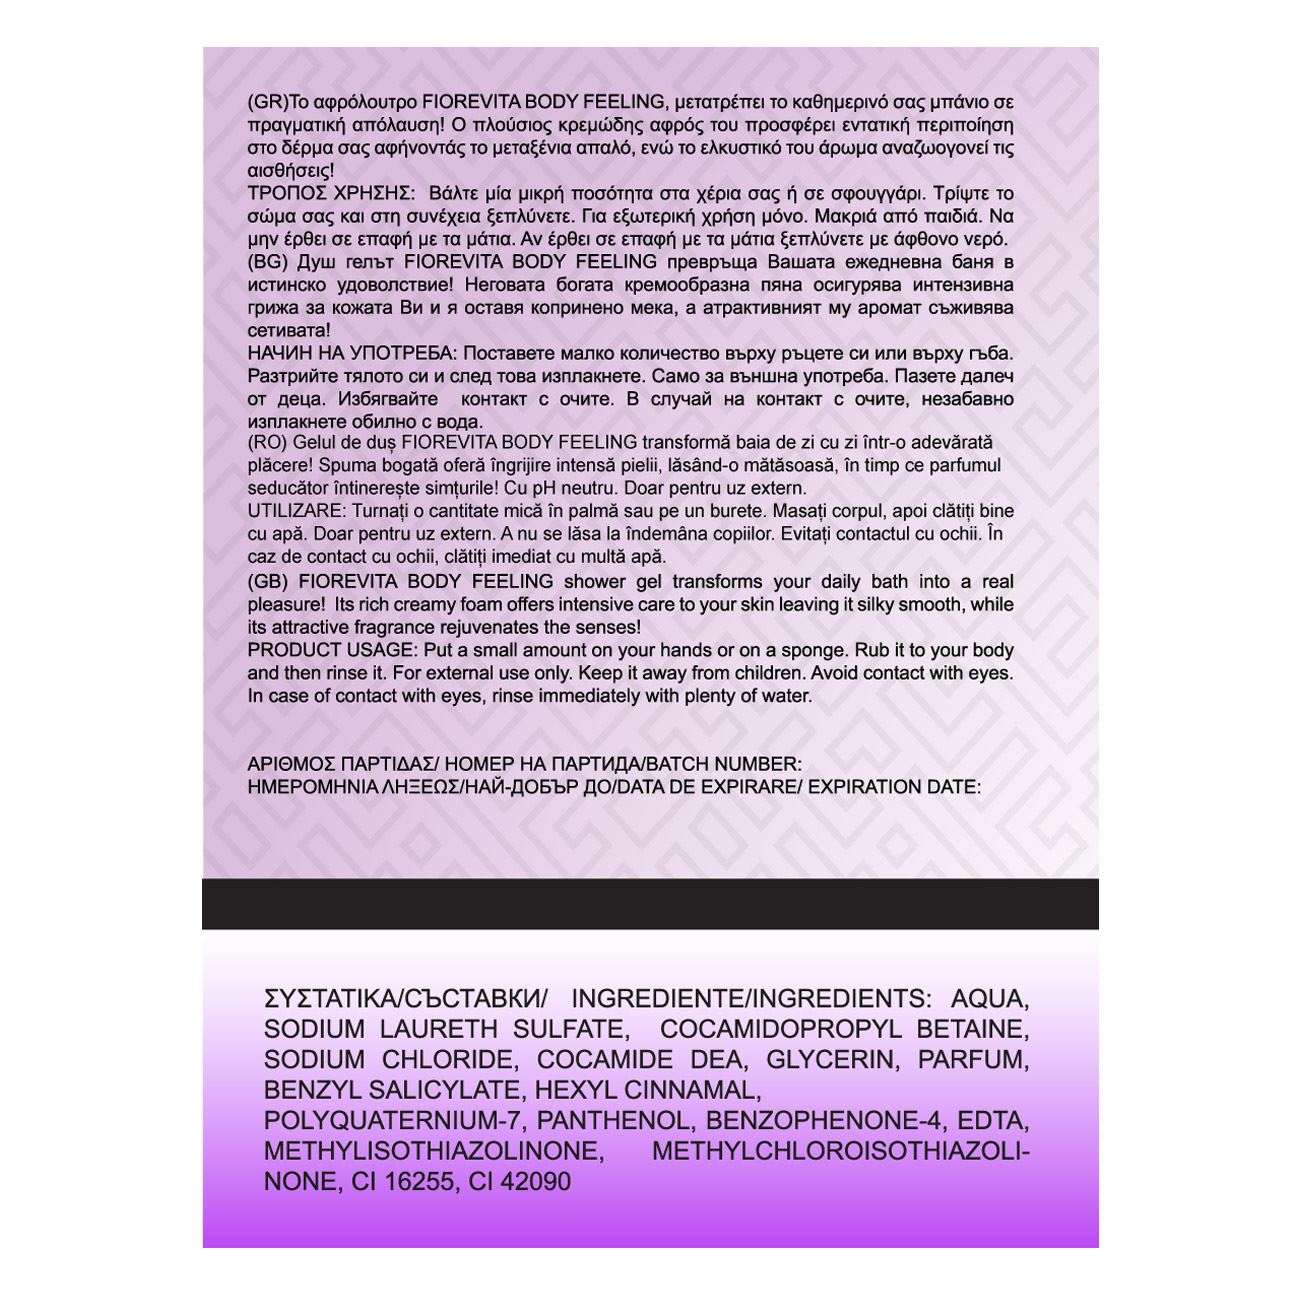 (GR)Το αφρόλουτρο FIOREVITA BODY FEELING, μετατρέπει το καθημερινό σας μπάνιο σε
πραγματική απόλαυση! Ο πλούσιος κρεμώδης αφρός του προσφέρει εντατική περιποίηση
στο δέρμα σας αφήνοντάς το μεταξένια απαλό, ενώ το ελκυστικό του άρωμα αναζωογονεί τις
αισθήσεις!
ΤΡΟΠΟΣ ΧΡΗΣΗΣ: Βάλτε μία μικρή ποσότητα στα χέρια σας ή σε σφουγγάρι. Τρίψτε το
σώμα σας και στη συνέχεια ξεπλύνετε. Για εξωτερική χρήση μόνο. Μακριά από παιδιά. Να
μην έρθει σε επαφή με τα μάτια. Αν έρθει σε επαφή με τα μάτια ξεπλύνετε με άφθονο νερό.
(BG) Душ гелът FIOREVITA BODY FEELING превръща Вашата ежедневна баня в
истинско удоволствие! Неговата богата кремообразна пяна осигурява интензивна
грижа за кожата Ви и я оставя копринено мека, а атрактивният му аромат съживява
сетивата!
НАЧИН НА УПОТРЕБА: Поставете малко количество върху ръцете си или върху гъба.
Разтрийте тялото си и след това изплакнете. Само за външна употреба. Пазете далеч
от деца. Избягвайте контакт с очите. В случай на контакт с очите, незабавно
изплакнете обилно с вода.
(RO) Gelul de duș FIOREVITA BODY FEELING transformă baia de zi cu zi într-o adevărată
plăcere! Spuma bogată oferă îngrijire intensă pielii, lăsând-o mătăsoasă, în timp ce parfumul
seducător întinerește simțurile! Cu pH neutru. Doar pentru uz extern.
UTILIZARE: Turnați o cantitate mică în palmă sau pe un burete. Masați corpul, apoi clătiți bine
cu apă. Doar pentru uz extern. A nu se lăsa la îndemâna copiilor. Evitați contactul cu ochii. În
caz de contact cu ochii, clătiți imediat cu multă apă.
(GB) FIOREVITA BODY FEELING shower gel transforms your daily bath into a real
pleasure! Its rich creamy foam offers intensive care to your skin leaving it silky smooth, while
its attractive fragrance rejuvenates the senses!
PRODUCT USAGE: Put a small amount on your hands or on a sponge. Rub it to your body
and then rinse it. For external use only. Keep it away from children. Avoid contact with eyes.
In case of contact with eyes, rinse immediately with plenty of water.
ΑΡΙΘΜΟΣ ΠΑΡΤΙΔΑΣ/ НОМЕР НА ПАРТИДА/BATCH NUMBER:
ΗΜΕΡΟΜΗΝΙΑ ΛΗΞΕΩΣ/НАЙ-ДОБЪР ДО/DATA DE EXPIRARE/ EXPIRATION DATE:
ΣΥΣΤΑΤΙΚΑ/СЪСТАВКИ/ INGREDIENTE/INGREDIENTS: AQUA,
SODIUM LAURETH SULFATE, COCAMIDOPROPYL BETAINE,
SODIUM CHLORIDE, COCAMIDE DEA, GLYCERIN, PARFUM,
BENZYL SALICYLATE, HEXYL CINNAMAL,
POLYQUATERNIUM-7, PANTHENOL, BENZOPHENONE-4, EDTA,
METHYLISOTHIAZOLINONE, METHYLCHLOROISOTHIAZOLI-
NONE, CI 16255, CI 42090